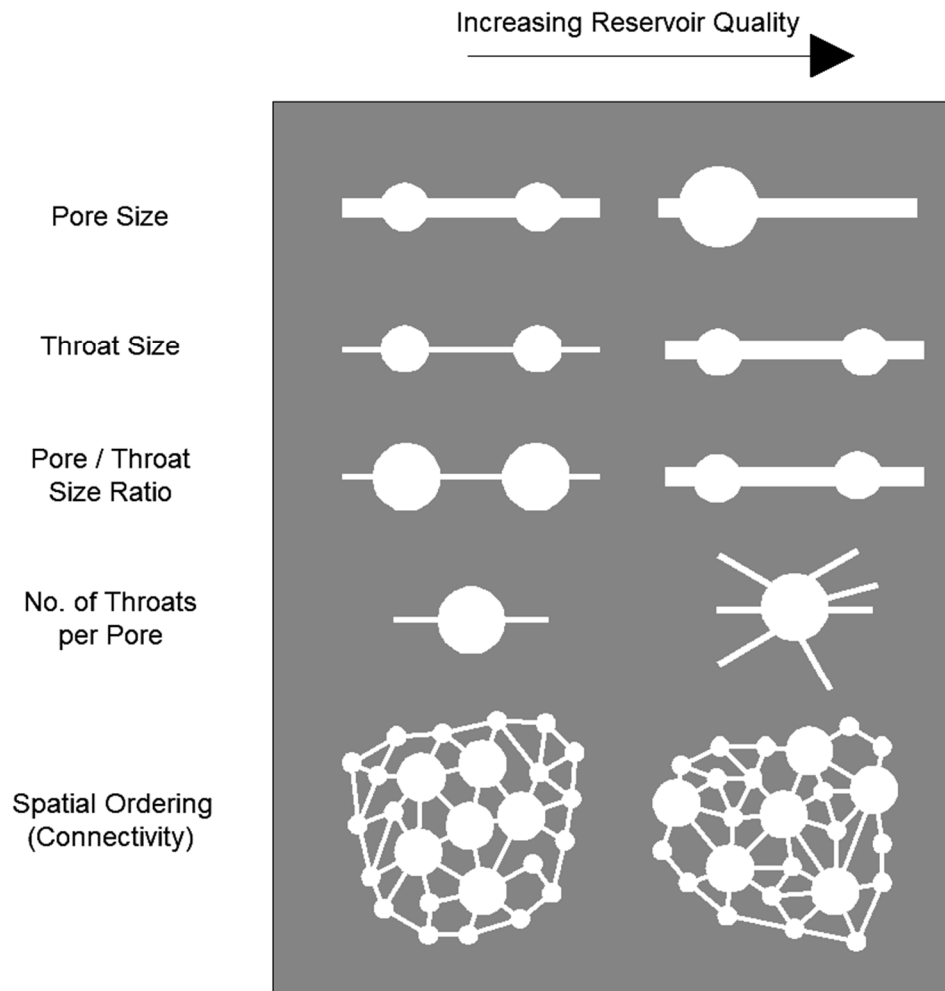 Increasing Reservoir Quality
Pore Size
Throat Size
Pore / Throat
Size Ratio
No. of Throats
per Pore
Spatial Ordering
(Connectivity)